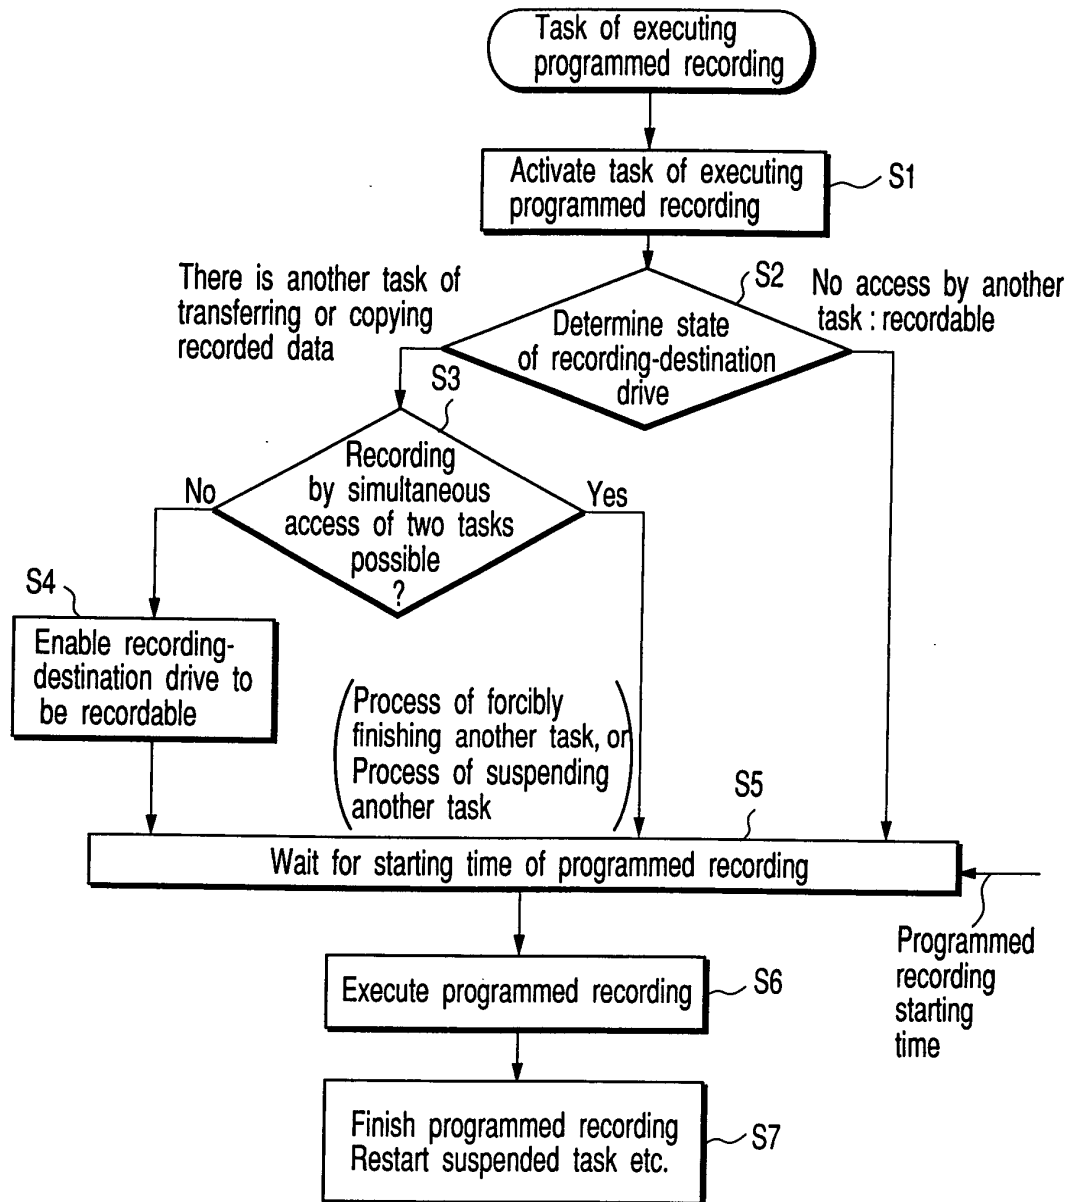 Task of executing
programmed recording
Activate task of executing
programmed recording
S1
There is another task of
transferring or copying
recorded data
S2
No access by another
task : recordable
Determine state
of recording-destination
drive
S3
Recording
by simultaneous
access of two tasks
possible
?
No
Yes
S4
Enable recording-
destination drive to
be recordable
Process of forcibly
finishing another task, or
Process of suspending
another task
S5
Wait for starting time of programmed recording
Programmed
recording
starting
time
Execute programmed recording
S6
Finish programmed recording
Restart suspended task etc.
S7